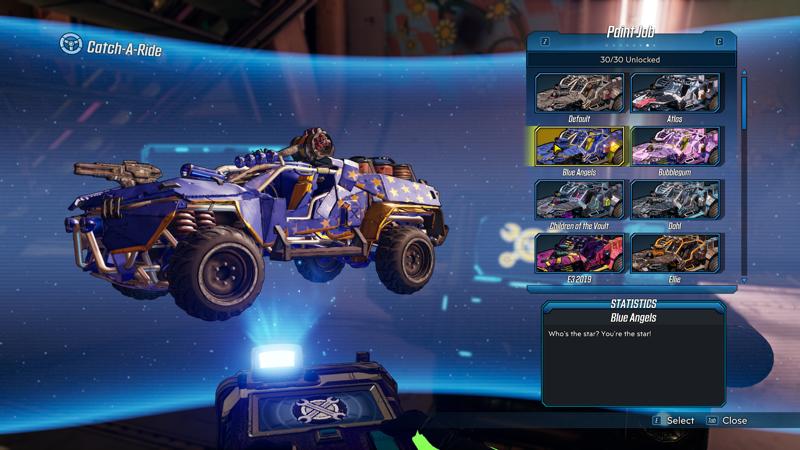 Catch-A-Ride
Paint Job
Z
C
30/30 Unlocked
Default
Atlas
Blue Angels
Bubblegum
Children of the Vault
Dahl
E3 2019
Ellie
STATISTICS
Blue Angels
Who's the star? You're the star!
E Select
Tab Close